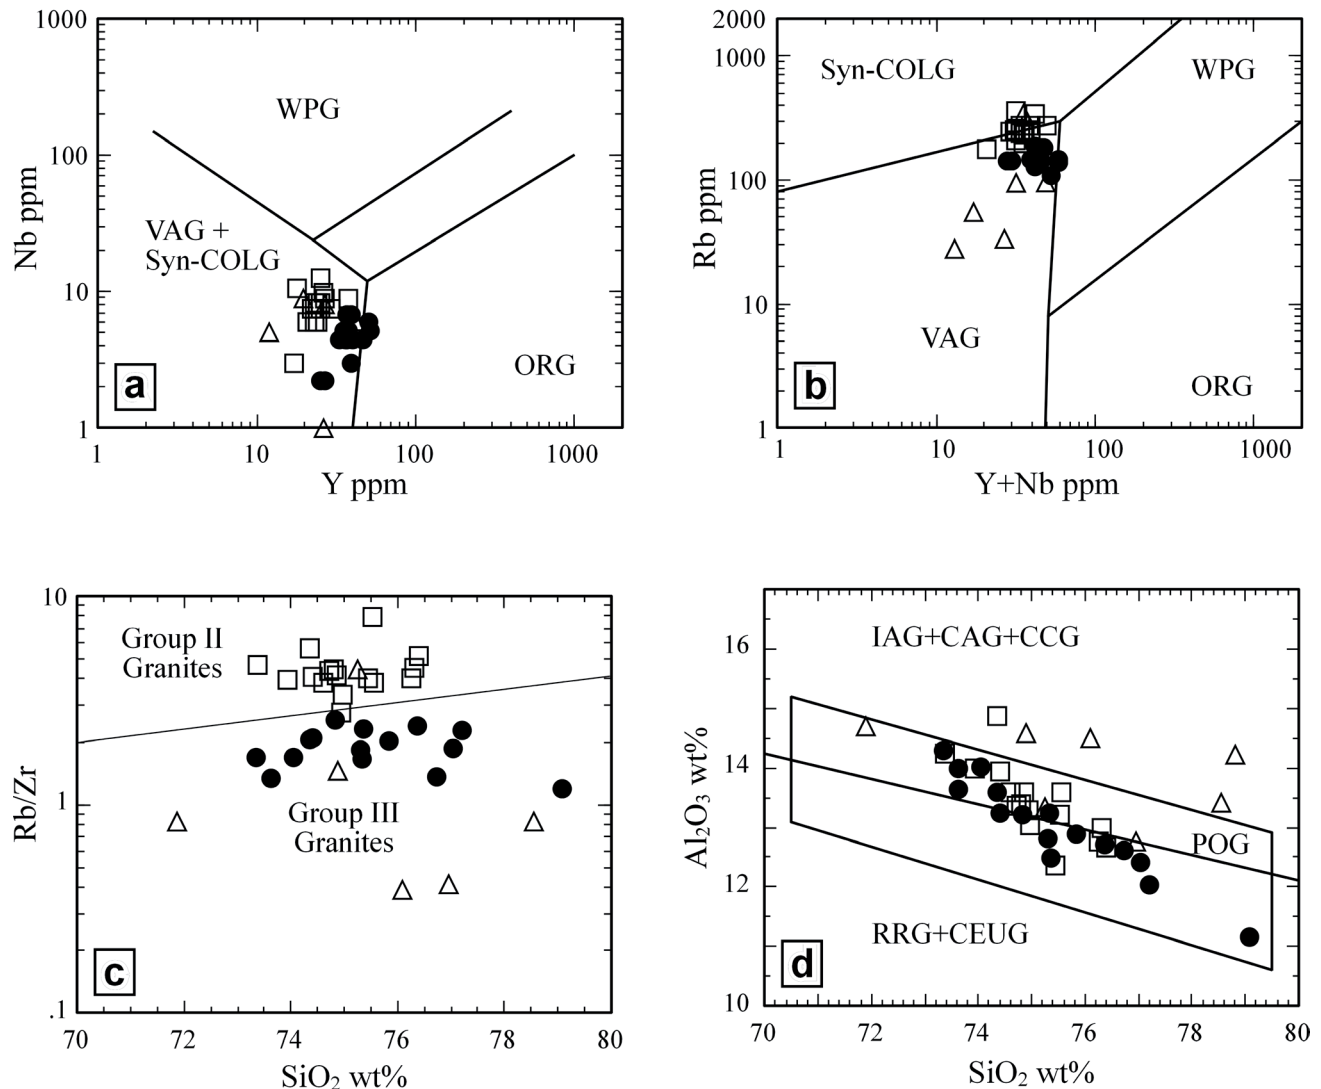 1000
100
10
1
Nb ppm
WPG
VAG +
Syn-COLG
ORG
a
1
10
100
1000
Y ppm
2000
1000
100
10
1
Rb ppm
Syn-COLG
WPG
VAG
ORG
b
1
10
100
1000
Y+Nb ppm
10
1
.1
Rb/Zr
Group II
Granites
Group III
Granites
c
70
72
74
76
78
80
SiO₂ wt%
16
14
12
10
Al₂O₃ wt%
IAG+CAG+CCG
POG
RRG+CEUG
d
70
72
74
76
78
80
SiO₂ wt%